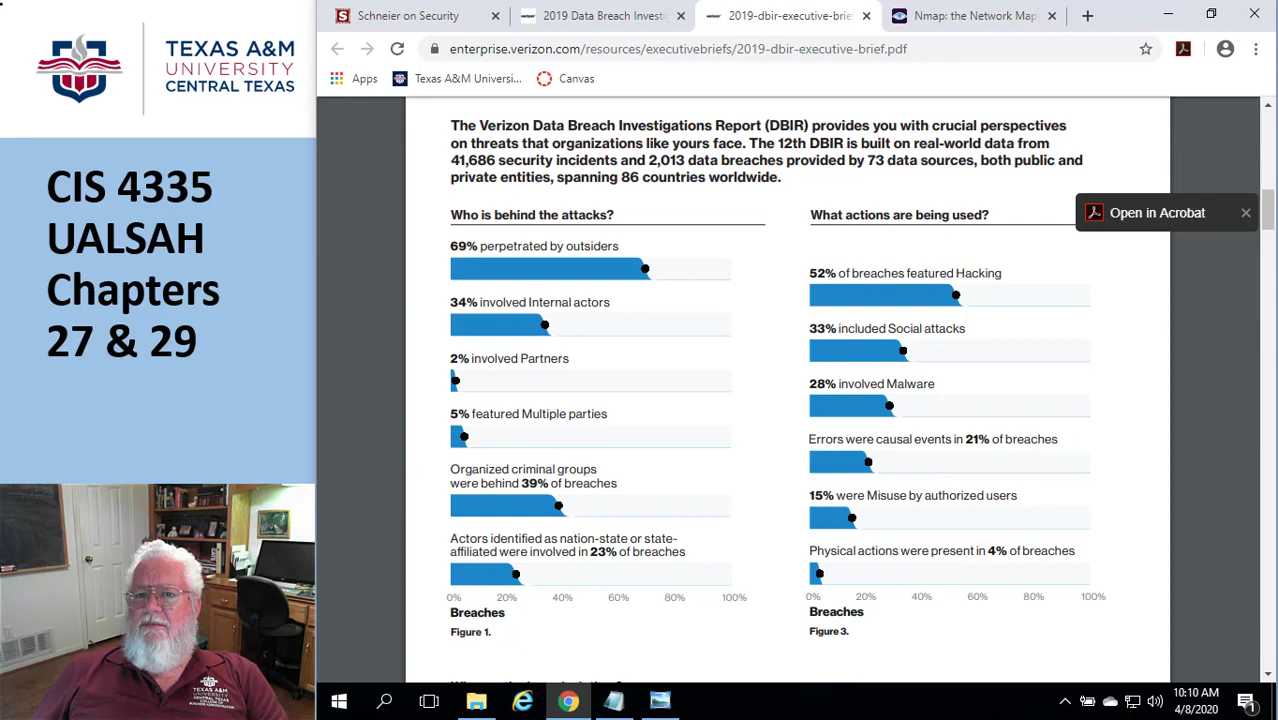 TEXAS A&M
UNIVERSITY
CENTRAL TEXAS
CIS 4335
UALSAH
Chapters
27 & 29
TEXAS A&M
UNIVERSITY
CENTRAL TEXAS
Schneier on Security
2019 Data Breach Investi
2019-dbir-executive-brie
Nmap: the Network Map
enterprise.verizon.com/resources/executivebriefs/2019-dbir-executive-brief.pdf
Apps
Texas A&M Universi...
Canvas
Open in Acrobat
The Verizon Data Breach Investigations Report (DBIR) provides you with crucial perspectives
on threats that organizations like yours face. The 12th DBIR is built on real-world data from
41,686 security incidents and 2,013 data breaches provided by 73 data sources, both public and
private entities, spanning 86 countries worldwide.
Who is behind the attacks?
69% perpetrated by outsiders
34% involved Internal actors
2% involved Partners
5% featured Multiple parties
Organized criminal groups
were behind 39% of breaches
Actors identified as nation-state or state-
affiliated were involved in 23% of breaches
0% 20% 40% 60% 80% 100%
Breaches
Figure 1.
What actions are being used?
52% of breaches featured Hacking
33% included Social attacks
28% involved Malware
Errors were causal events in 21% of breaches
15% were Misuse by authorized users
Physical actions were present in 4% of breaches
0% 20% 40% 60% 80% 100%
Breaches
Figure 3.
10:10 AM
4/8/2020
1